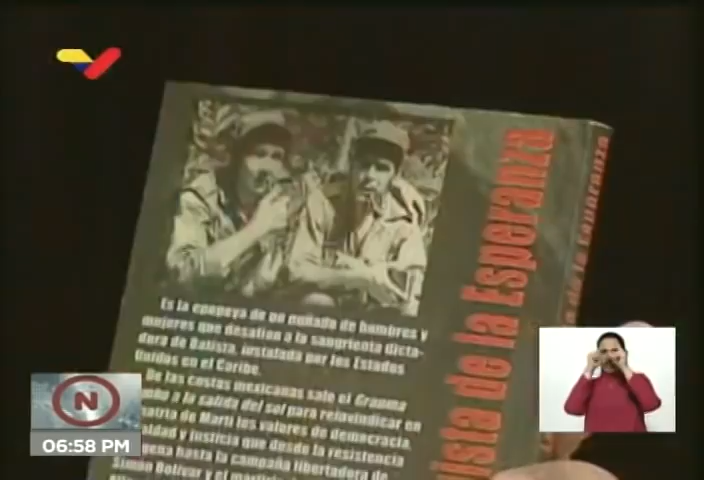 Es la epopeya de un puñado de hombres y
mujeres que desafían a la sangrienta dicta-
dura de Batista, instalada por los Estados
Unidos en el Caribe.
De las costas mexicanas sale el Granma
a la salida del sol para reivindicar en
patria de Martí los valores de democracia,
y justicia que desde la resistencia
hasta la campaña libertadora de
Simón Bolívar y el
ista de la Esperanza
de la Esperanza
N
06:58 PM